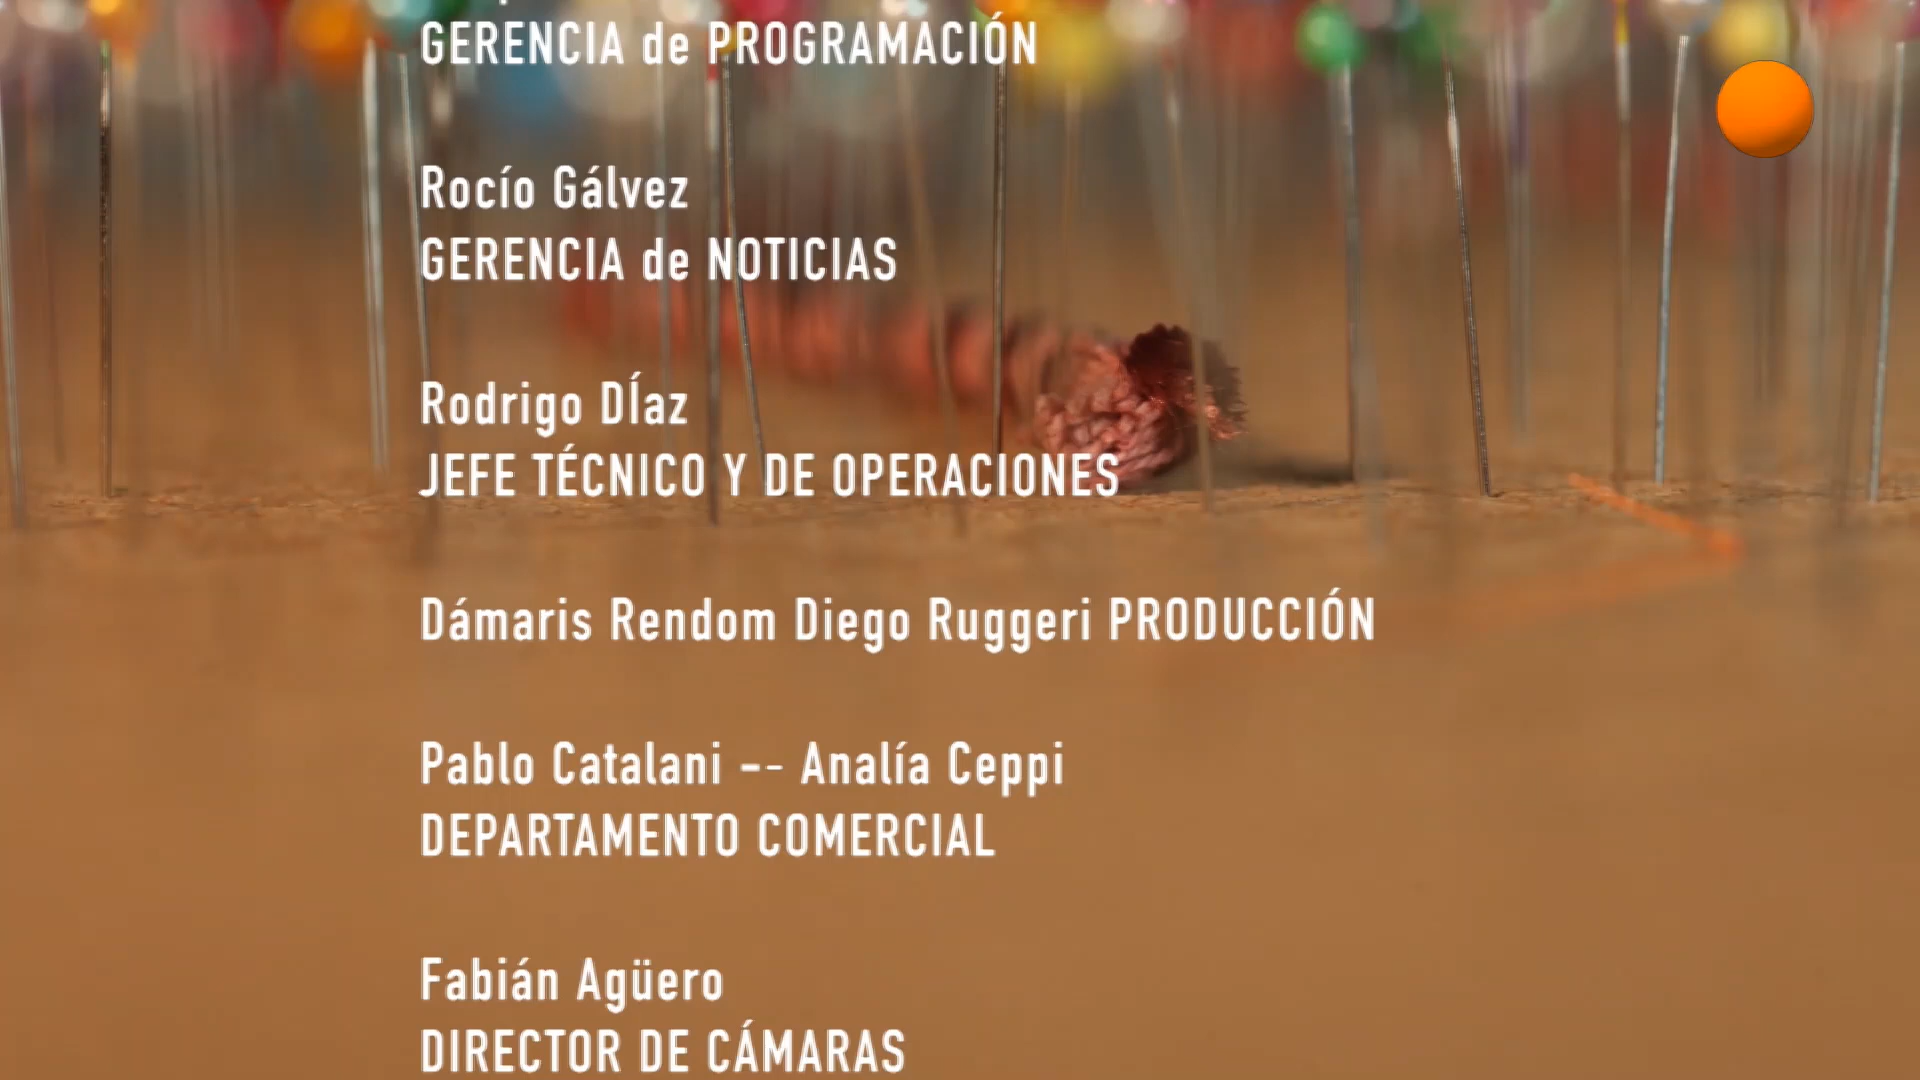 GERENCIA de PROGRAMACIÓN
Rocío Gálvez
GERENCIA de NOTICIAS
Rodrigo DÍaz
JEFE TÉCNICO Y DE OPERACIONES
Dámaris Rendom Diego Ruggeri PRODUCCIÓN
Pablo Catalani -- Analía Ceppi
DEPARTAMENTO COMERCIAL
Fabián Agüero
DIRECTOR DE CÁMARAS